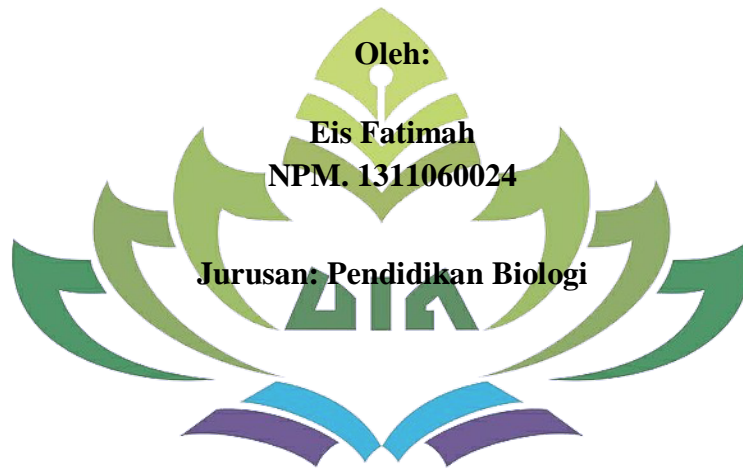 Oleh:
Eis Fatimah
NPM. 1311060024
Jurusan: Pendidikan Biologi